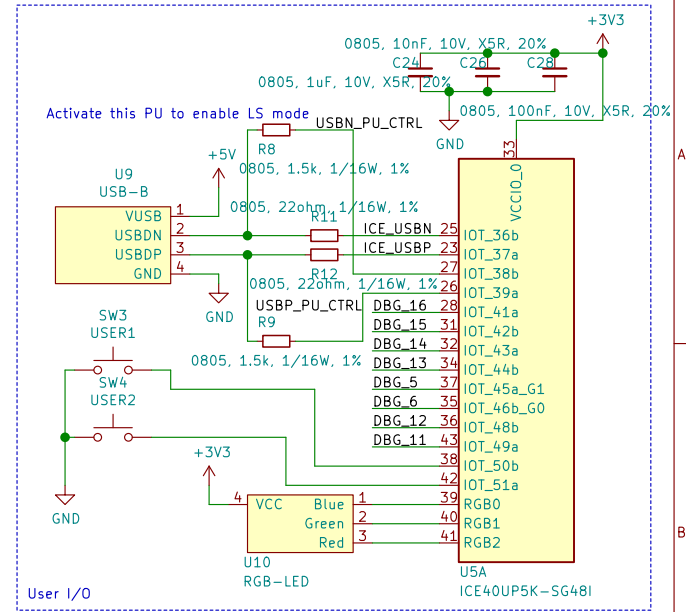 +3V3
0805, 10nF, 10V, X5R, 20%
C24
C26
C28
0805, 1uF, 10V, X5R, 20%
0805, 100nF, 10V, X5R, 20%
GND
Activate this PU to enable LS mode
USBN_PU_CTRL
R8
0805, 1.5k, 1/16W, 1%
+5V
U9
USB-B
VUSB 1
USBDN 2
USBDP 3
GND 4
GND
0805, 22ohm, 1/16W, 1%
R11
ICE_USBN
ICE_USBP
R12
0805, 22ohm, 1/16W, 1%
USBP_PU_CTRL
R9
0805, 1.5k, 1/16W, 1%
33
VCCIO_0
25 IOT_36b
23 IOT_37a
27 IOT_38b
26 IOT_39a
DBG_16 28 IOT_41a
DBG_15 31 IOT_42b
DBG_14 32 IOT_43a
DBG_13 34 IOT_44b
DBG_5 37 IOT_45a_G1
DBG_6 35 IOT_46b_G0
DBG_12 36 IOT_48b
DBG_11 43 IOT_49a
38 IOT_50b
42 IOT_51a
39 RGB0
40 RGB1
41 RGB2
U5A
ICE40UP5K-SG48I
SW3
USER1
SW4
USER2
GND
+3V3
4 VCC
Blue 1
Green 2
Red 3
U10
RGB-LED
User I/O
A
B